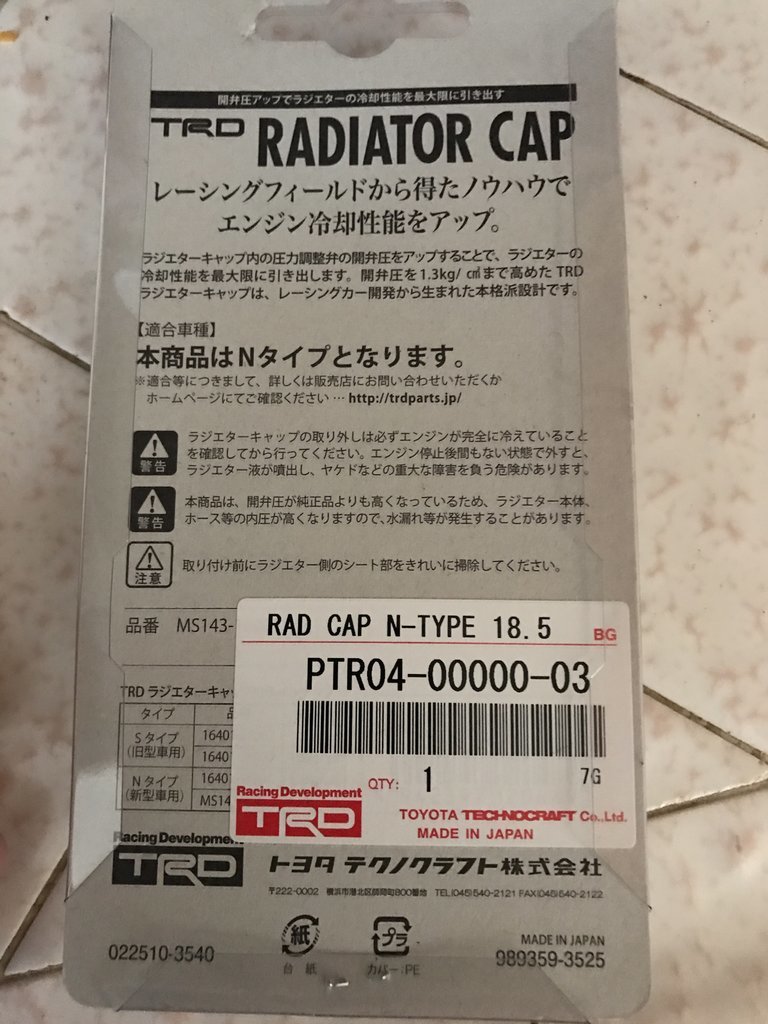 開弁圧アップでラジエターの冷却性能を最大限に引き出す
TRD RADIATOR CAP
レーシングフィールドから得たノウハウで
エンジン冷却性能をアップ。
ラジエターキャップ内の圧力調整弁の開弁圧をアップすることで、ラジエターの
冷却性能を最大限に引き出します。開弁圧を1.3kg/㎠まで高めたTRD
ラジエターキャップは、レーシングカー開発から生まれた本格派設計です。
【適合車種】
本商品はNタイプとなります。
※適合等につきまして、詳しくは販売店にお問い合わせいただくか
ホームページにてご確認ください… http://trdparts.jp/
警告
ラジエターキャップの取り外しは必ずエンジンが完全に冷えていること
を確認してから行ってください。エンジン停止後間もない状態で外すと、
ラジエター液が噴出し、ヤケドなどの重大な障害を負う危険があります。
警告
本商品は、開弁圧が純正品よりも高くなっているため、ラジエター本体、
ホース等の内圧が高くなりますので、水漏れ等が発生することがあります。
注意
取り付け前にラジエター側のシート部をきれいに掃除してください。
品番 MS143-
RAD CAP N-TYPE 18.5 BG
PTR04-00000-03
QTY: 1 7G
Racing Development
TRD
TOYOTA TECHNOCRAFT Co.,Ltd.
MADE IN JAPAN
TRD ラジエターキャッ
タイプ
Sタイプ
(旧型車用)
1640
1640
Nタイプ
(新型車用)
1640
MS14
Racing Development
TRD
トヨタ テクノクラフト株式会社
〒222-0002 横浜市港北区師岡町800番地 TEL(045)540-2121 FAX(045)540-2122
紙
台紙
プラ
カバー:PE
022510-3540
MADE IN JAPAN
989359-3525